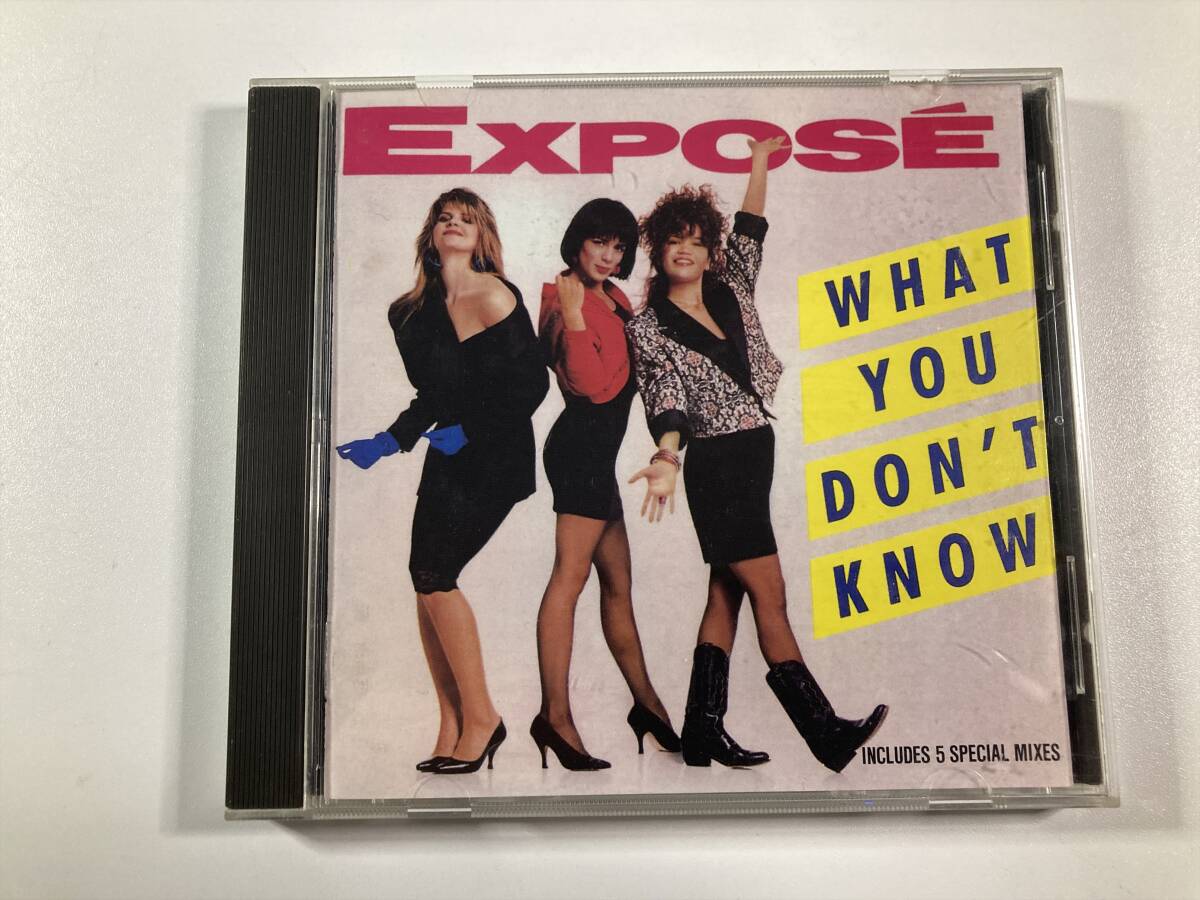 EXPOSÉ
WHAT
YOU
DON'T
KNOW
INCLUDES 5 SPECIAL MIXES